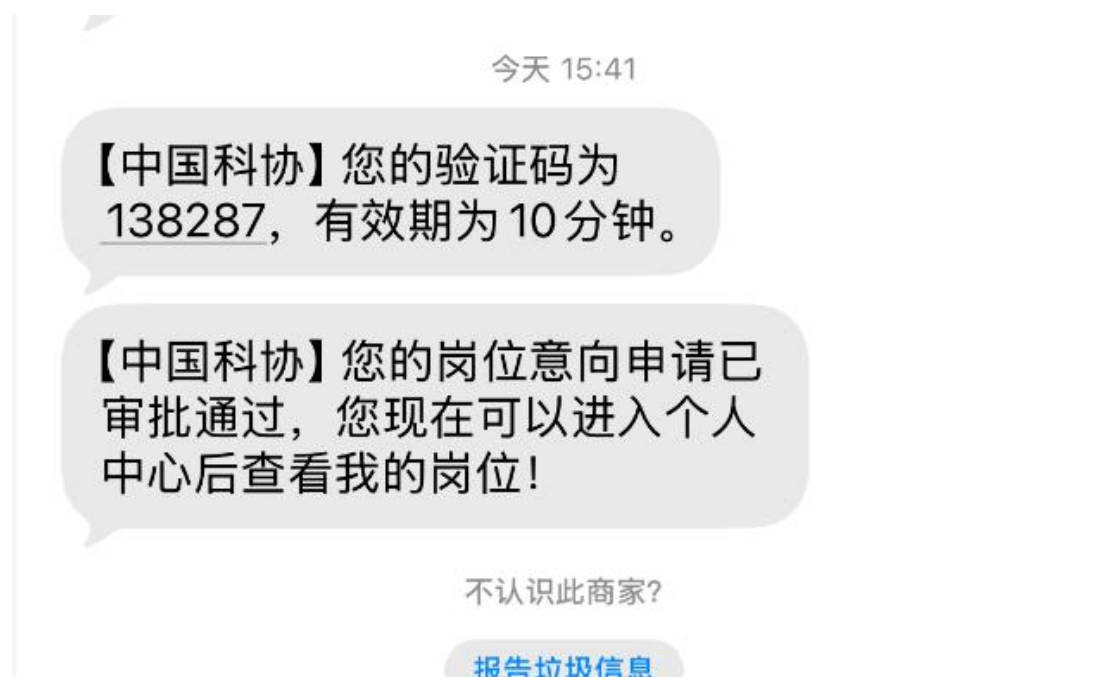 今天 15:41
【中国科协】您的验证码为
138287，有效期为10分钟。
【中国科协】您的岗位意向申请已
审批通过，您现在可以进入个人
中心后查看我的岗位！
不认识此商家?
报告垃圾信息